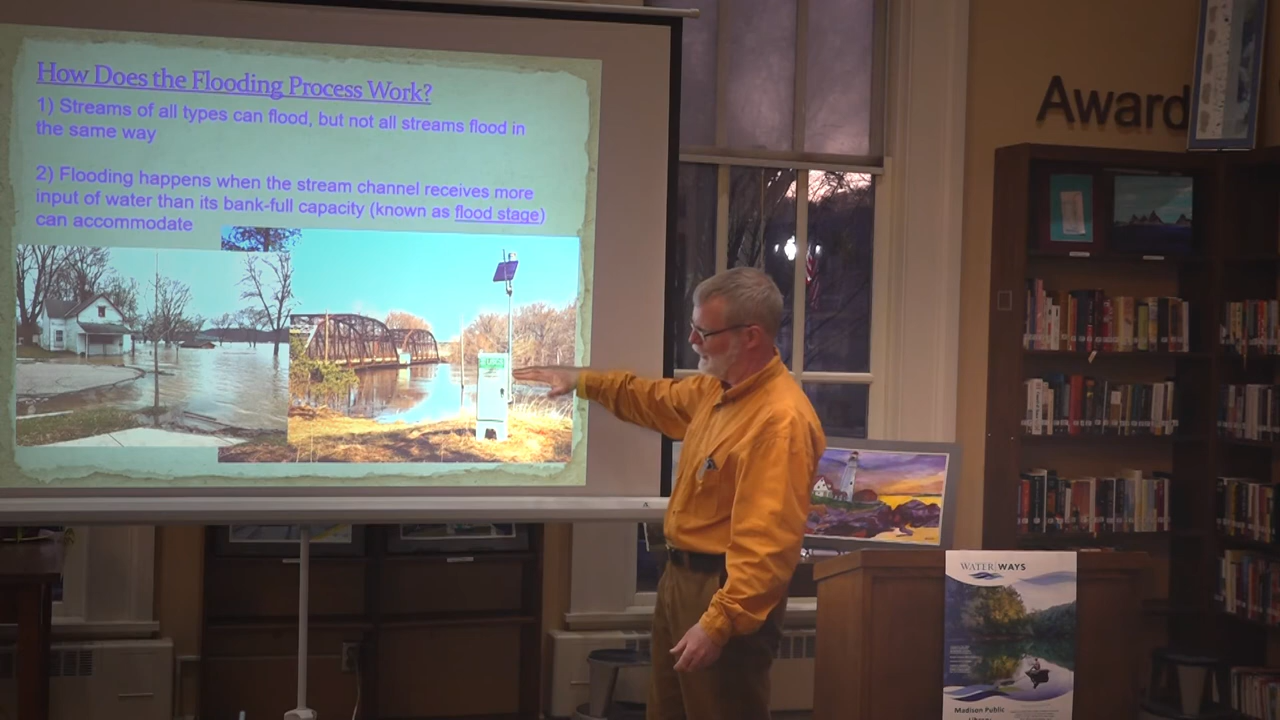 How Does the Flooding Process Work?
1) Streams of all types can flood, but not all streams flood in
the same way
2) Flooding happens when the stream channel receives more
input of water than its bank-full capacity (known as flood stage)
can accommodate
Award
WATER WAYS
Madison Public
Library